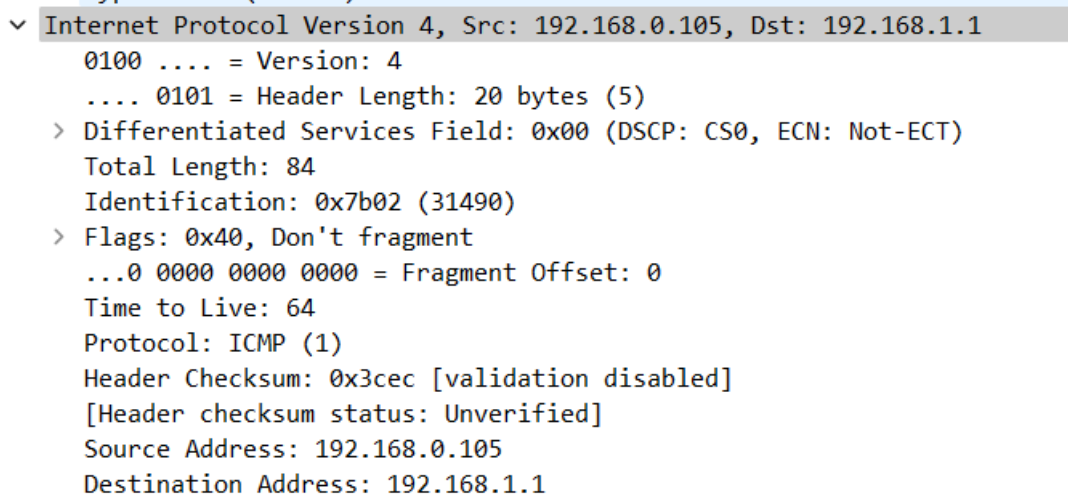 Internet Protocol Version 4, Src: 192.168.0.105, Dst: 192.168.1.1
0100 .... = Version: 4
.... 0101 = Header Length: 20 bytes (5)
Differentiated Services Field: 0x00 (DSCP: CS0, ECN: Not-ECT)
Total Length: 84
Identification: 0x7b02 (31490)
Flags: 0x40, Don't fragment
...0 0000 0000 0000 = Fragment Offset: 0
Time to Live: 64
Protocol: ICMP (1)
Header Checksum: 0x3cec [validation disabled]
[Header checksum status: Unverified]
Source Address: 192.168.0.105
Destination Address: 192.168.1.1